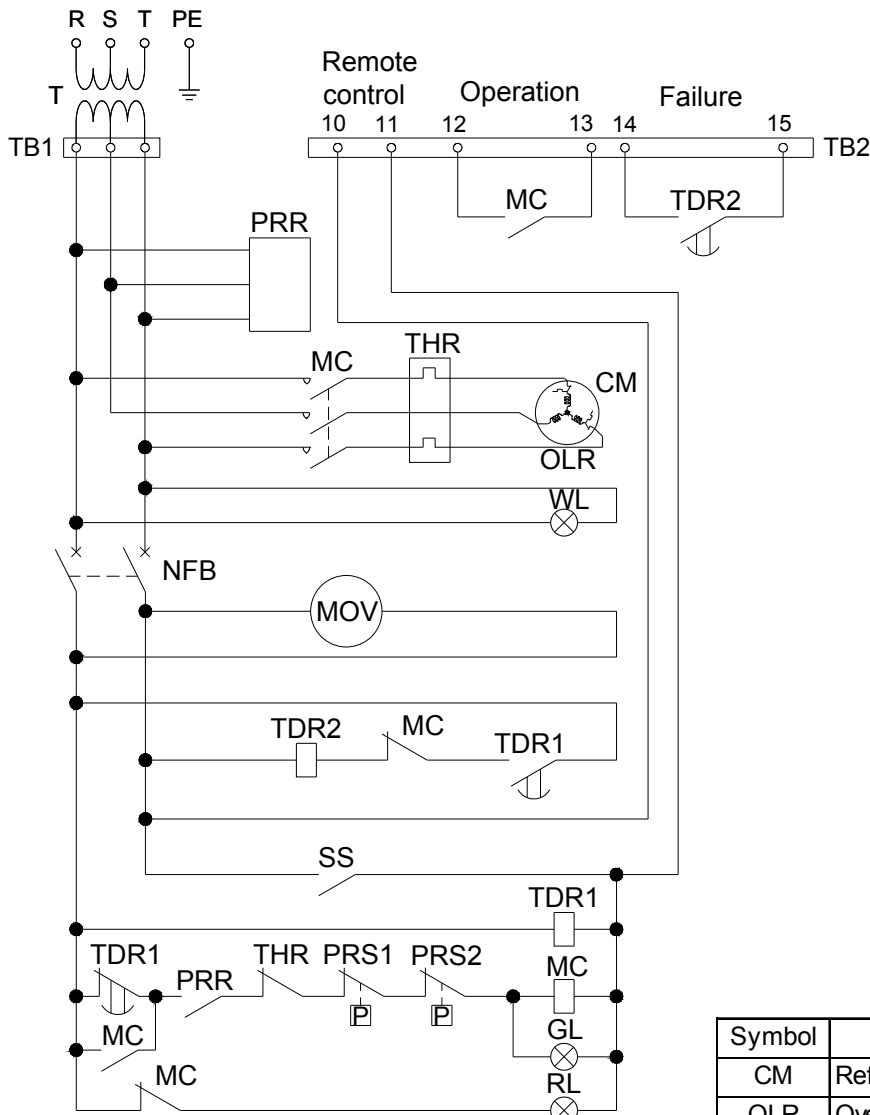 R S T PE
T
TB1
Remote control
Operation
Failure
10 11 12 13 14 15
TB2
MC
TDR2
PRR
MC
THR
CM
OLR
WL
NFB
MOV
TDR2
MC
TDR1
SS
TDR1
TDR1
PRR
THR
PRS1
PRS2
MC
P
P
MC
GL
MC
RL
Symbol
CM
OLR